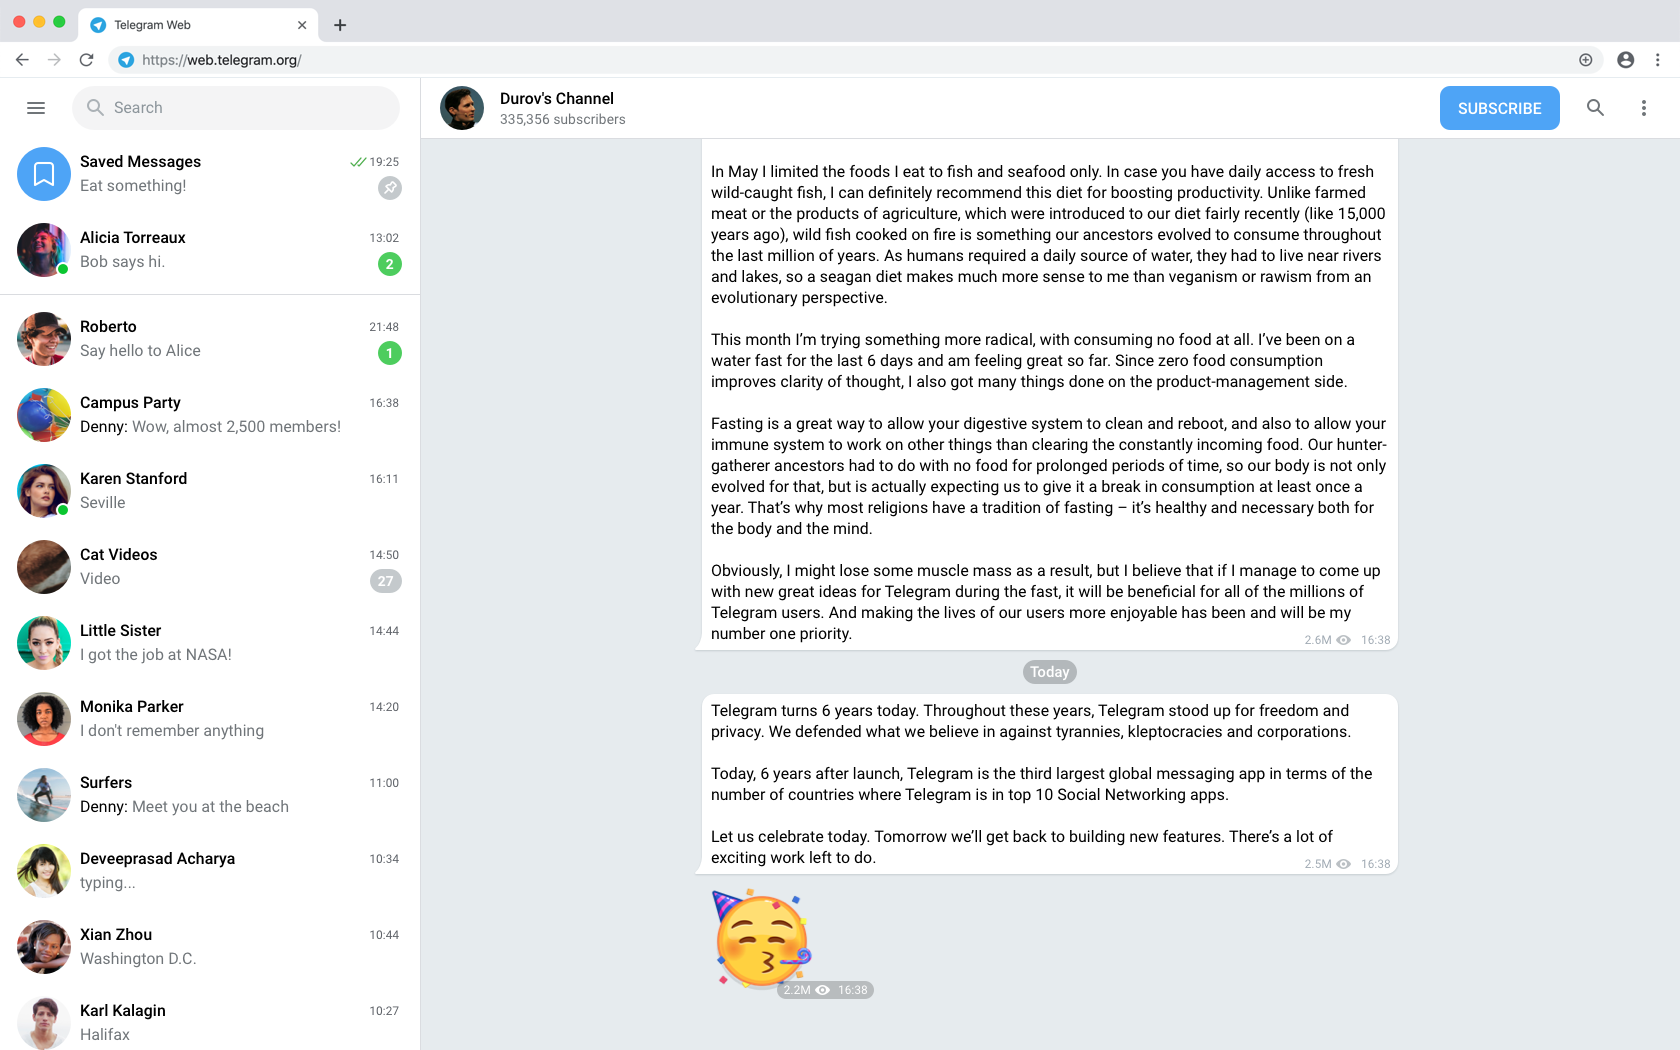 Telegram Web
https://web.telegram.org/
Search
Saved Messages
19:25
Eat something!
Alicia Torreaux
13:02
Bob says hi.
2
Roberto
21:48
Say hello to Alice
1
Campus Party
16:38
Denny: Wow, almost 2,500 members!
Karen Stanford
16:11
Seville
Cat Videos
14:50
Video
27
Little Sister
14:44
I got the job at NASA!
Monika Parker
14:20
I don't remember anything
Surfers
11:00
Denny: Meet you at the beach
Deveeprasad Acharya
10:34
typing...
Xian Zhou
10:44
Washington D.C.
Karl Kalagin
10:27
Halifax
Durov's Channel
335,356 subscribers
SUBSCRIBE
In May I limited the foods I eat to fish and seafood only. In case you have daily access to fresh
wild-caught fish, I can definitely recommend this diet for boosting productivity. Unlike farmed
meat or the products of agriculture, which were introduced to our diet fairly recently (like 15,000
years ago), wild fish cooked on fire is something our ancestors evolved to consume throughout
the last million of years. As humans required a daily source of water, they had to live near rivers
and lakes, so a seagan diet makes much more sense to me than veganism or rawism from an
evolutionary perspective.
This month I’m trying something more radical, with consuming no food at all. I’ve been on a
water fast for the last 6 days and am feeling great so far. Since zero food consumption
improves clarity of thought, I also got many things done on the product-management side.
Fasting is a great way to allow your digestive system to clean and reboot, and also to allow your
immune system to work on other things than clearing the constantly incoming food. Our hunter-
gatherer ancestors had to do with no food for prolonged periods of time, so our body is not only
evolved for that, but is actually expecting us to give it a break in consumption at least once a
year. That’s why most religions have a tradition of fasting – it’s healthy and necessary both for
the body and the mind.
Obviously, I might lose some muscle mass as a result, but I believe that if I manage to come up
with new great ideas for Telegram during the fast, it will be beneficial for all of the millions of
Telegram users. And making the lives of our users more enjoyable has been and will be my
number one priority.
2.6M 16:38
Today
Telegram turns 6 years today. Throughout these years, Telegram stood up for freedom and
privacy. We defended what we believe in against tyrannies, kleptocracies and corporations.
Today, 6 years after launch, Telegram is the third largest global messaging app in terms of the
number of countries where Telegram is in top 10 Social Networking apps.
Let us celebrate today. Tomorrow we’ll get back to building new features. There’s a lot of
exciting work left to do.
2.5M 16:38
2.2M 16:38